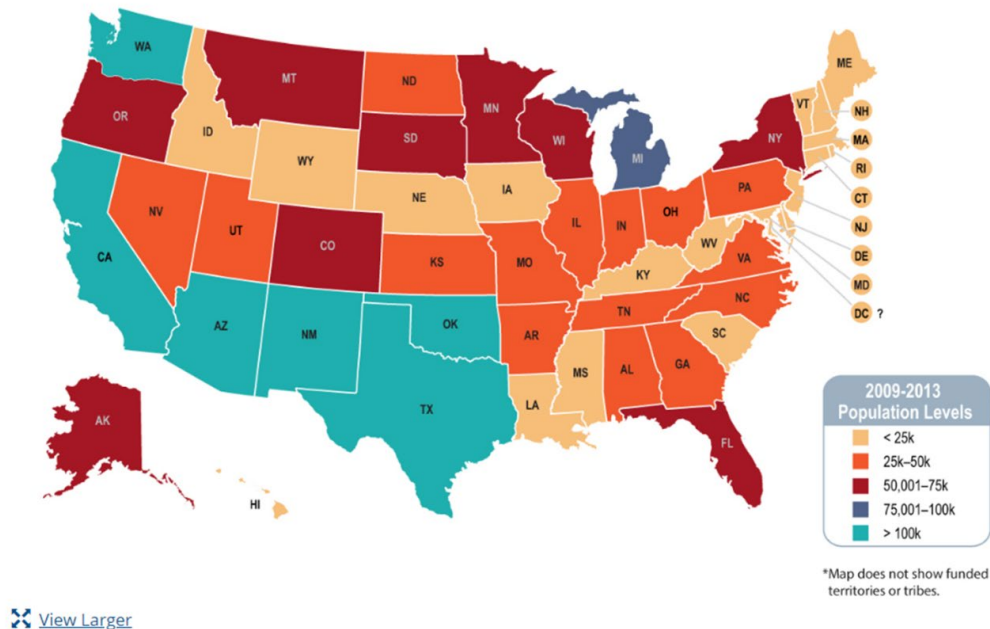 WA
MT
ND
MN
ME
VT
NH
OR
ID
SD
WI
NY
MA
WY
MI
RI
NE
IA
PA
CT
NV
UT
IL
IN
OH
NJ
CO
WV
DE
CA
KS
MO
KY
VA
MD
TN
NC
DC ?
AZ
NM
OK
AR
SC
MS
AL
GA
TX
LA
AK
FL
HI
2009-2013
Population Levels
< 25k
25k–50k
50,001–75k
75,001–100k
> 100k
*Map does not show funded
territories or tribes.
View Larger